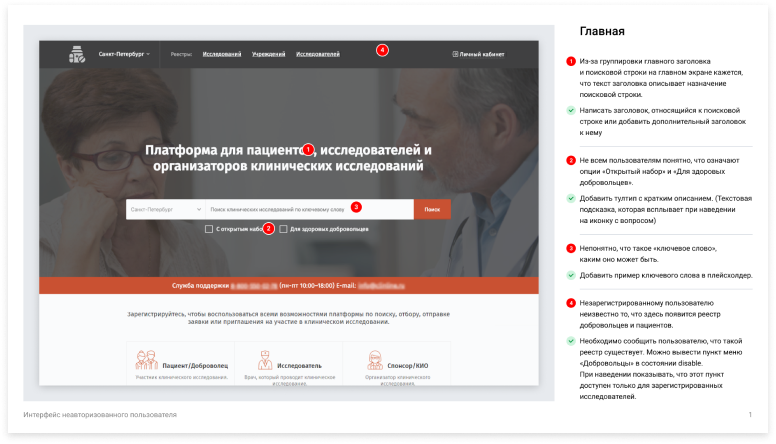 Главная
Санкт-Петербург
Реестры:
Исследований
Учреждений
Исследователей
4
Личный кабинет
Платформа для пациентов, исследователей и
1
организаторов клинических исследований
Санкт-Петербург
Поиск клинических исследований по ключевому слову
3
Поиск
С открытым набо
2
Для здоровых добровольцев
Служба поддержки (пн-пт 10:00–18:00) E-mail:
Зарегистрируйтесь, чтобы воспользоваться всеми возможностями платформы по поиску, отбору, отправке
заявки или приглашения на участие в клиническом исследовании.
Пациент/Доброволец
Участник клинического исследования.
Исследователь
Врач, который проводит клиническое
исследование.
Спонсор/КИО
Организатор клинического
исследования.
1
Из-за группировки главного заголовка
и поисковой строки на главном экране кажется,
что текст заголовка описывает назначение
поисковой строки.
Написать заголовок, относящийся к поисковой
строке или добавить дополнительный заголовок
к нему
2
Не всем пользователям понятно, что означают
опции «Открытый набор» и «Для здоровых
добровольцев».
Добавить тултип с кратким описанием. (Текстовая
подсказка, которая всплывает при наведении
на иконку с вопросом)
3
Непонятно, что такое «ключевое слово»,
каким оно может быть.
Добавить пример ключевого слова в плейсхолдер.
4
Незарегистрированному пользователю
неизвестно то, что здесь появится реестр
добровольцев и пациентов.
Необходимо сообщить пользователю, что такой
реестр существует. Можно вывести пункт меню
«Добровольцы» в состоянии disable.
При наведении показывать, что этот пункт
доступен только для зарегистрированных
исследователей.
Интерфейс неавторизованного пользователя
1